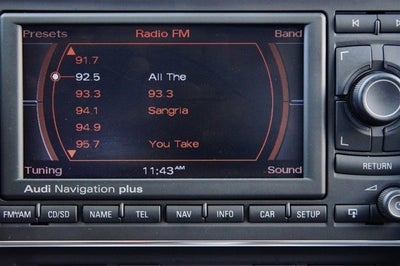 Presets Radio FM Band
91.7
92.5 All The
93.3 93.3
94.1 Sangria
94.9
95.7 You Take
Tuning 11:43AM Sound
Audi Navigation plus
RETURN
FM/AM CD/SD NAME TEL NAV INFO CAR SETUP